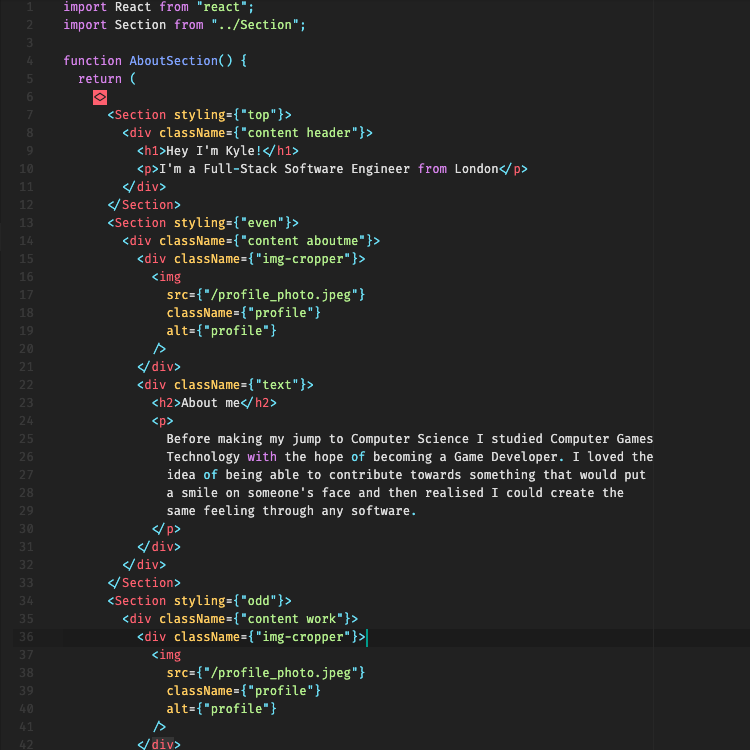 1 import React from "react";
2 import Section from "../Section";
3
4 function AboutSection() {
5   return (
6     <>
7       <Section styling={"top"}>
8         <div className={"content header"}>
9           <h1>Hey I'm Kyle!</h1>
10           <p>I'm a Full-Stack Software Engineer from London</p>
11         </div>
12       </Section>
13       <Section styling={"even"}>
14         <div className={"content aboutme"}>
15           <div className={"img-cropper"}>
16             <img
17               src={"/profile_photo.jpeg"}
18               className={"profile"}
19               alt={"profile"}
20             />
21           </div>
22           <div className={"text"}>
23             <h2>About me</h2>
24             <p>
25               Before making my jump to Computer Science I studied Computer Games
26               Technology with the hope of becoming a Game Developer. I loved the
27               idea of being able to contribute towards something that would put
28               a smile on someone's face and then realised I could create the
29               same feeling through any software.
30             </p>
31           </div>
32         </div>
33       </Section>
34       <Section styling={"odd"}>
35         <div className={"content work"}>
36           <div className={"img-cropper"}>
37             <img
38               src={"/profile_photo.jpeg"}
39               className={"profile"}
40               alt={"profile"}
41             />
42           </div>